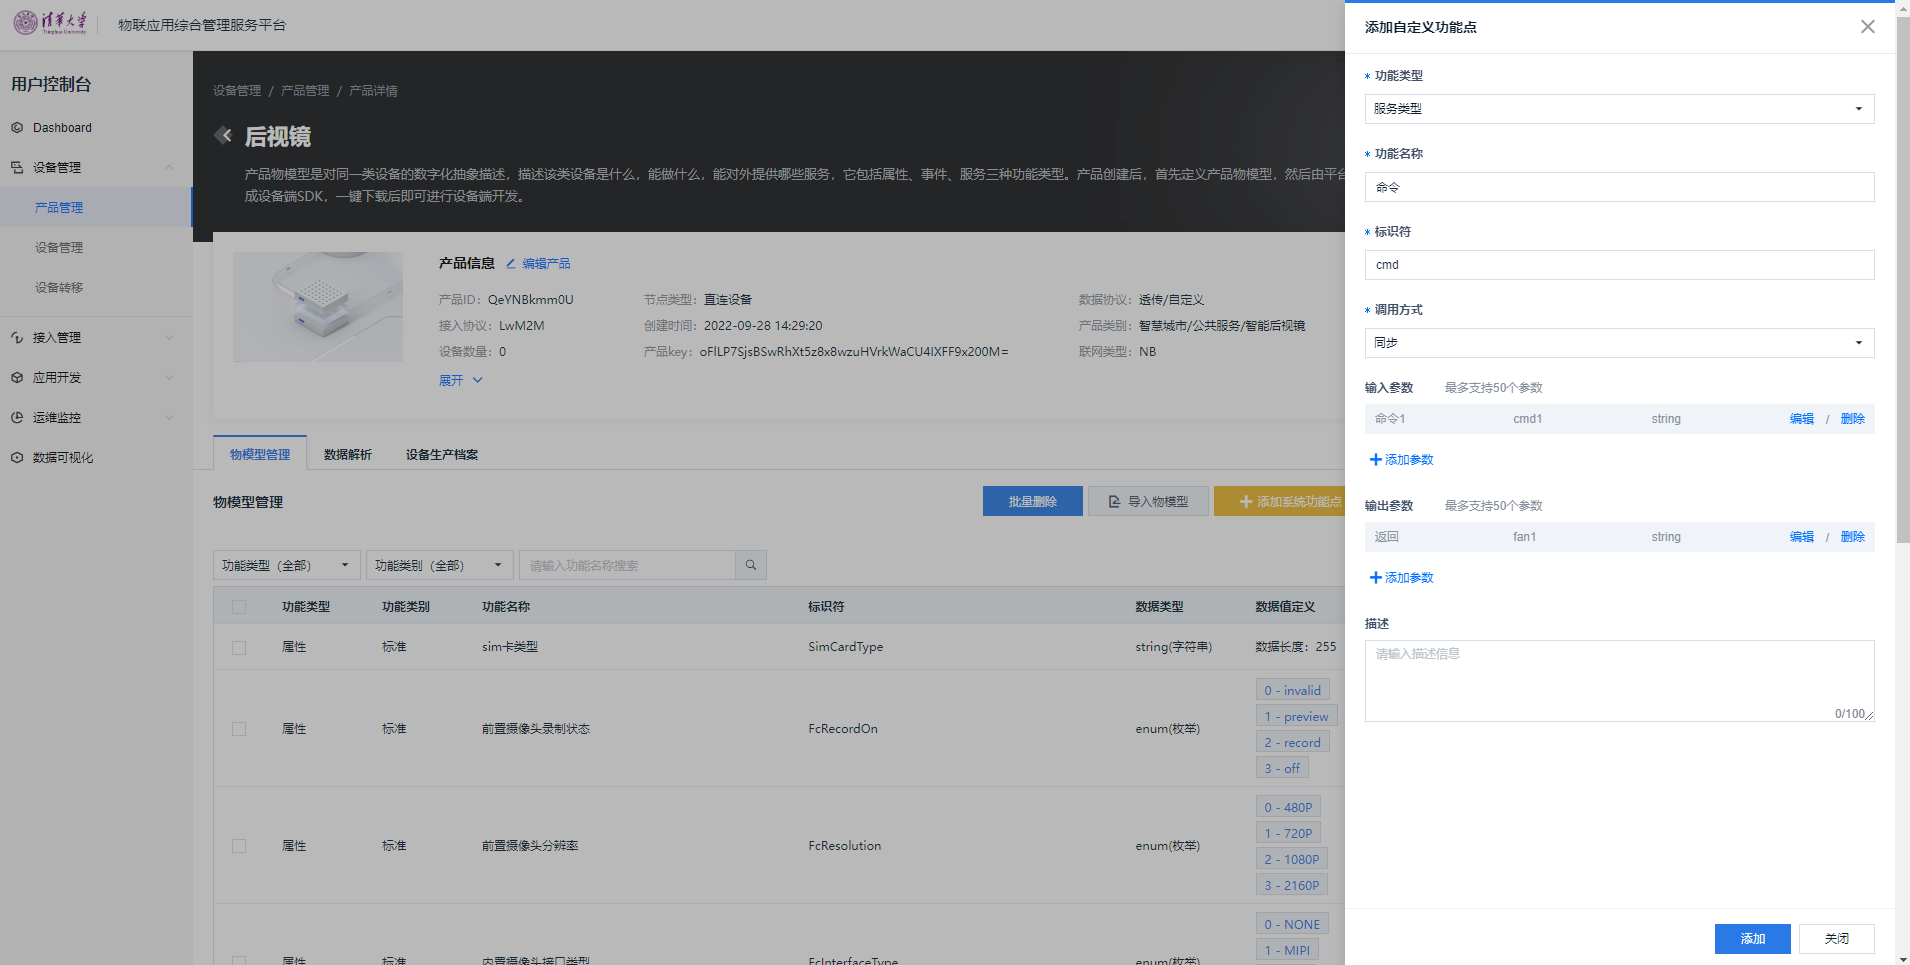 清华大学
Tsinghua University
物联应用综合管理服务平台
用户控制台
Dashboard
设备管理
产品管理
设备管理
设备转移
接入管理
应用开发
运维监控
数据可视化
设备管理 / 产品管理 / 产品详情
后视镜
产品物模型是对同一类设备的数字化抽象描述，描述该类设备是什么，能做什么，能对外提供哪些服务，它包括属性、事件、服务三种功能类型。产品创建后，首先定义产品物模型，然后由平台
成设备端SDK，一键下载后即可进行设备端开发。
产品信息 编辑产品
产品ID： QeYNBkmm0U 节点类型： 直连设备 数据协议： 透传/自定义
接入协议： LwM2M 创建时间： 2022-09-28 14:29:20 产品类别： 智慧城市/公共服务/智能后视镜
设备数量： 0 产品key： oFlLP7SjsBSwRhXt5z8x8wzuHVrkWaCU4IXFF9x200M= 联网类型： NB
展开
物模型管理 数据解析 设备生产档案
物模型管理 批量删除 导入物模型 添加系统功能点
功能类型（全部） 功能类别（全部） 请输入功能名称搜索
功能类型 功能类别 功能名称 标识符 数据类型 数据值定义
属性 标准 sim卡类型 SimCardType string(字符串) 数据长度：255
属性 标准 前置摄像头录制状态 FcRecordOn enum(枚举)
0 - invalid
1 - preview
2 - record
3 - off
属性 标准 前置摄像头分辨率 FcResolution enum(枚举)
0 - 480P
1 - 720P
2 - 1080P
3 - 2160P
属性 标准 内置摄像头接口类型 FcInterfaceType enum(枚举)
0 - NONE
1 - MIPI
添加自定义功能点
* 功能类型
服务类型
* 功能名称
命令
* 标识符
cmd
* 调用方式
同步
输入参数 最多支持50个参数
命令1 cmd1 string 编辑 / 删除
添加参数
输出参数 最多支持50个参数
返回 fan1 string 编辑 / 删除
添加参数
描述
请输入描述信息
0/100
添加 关闭